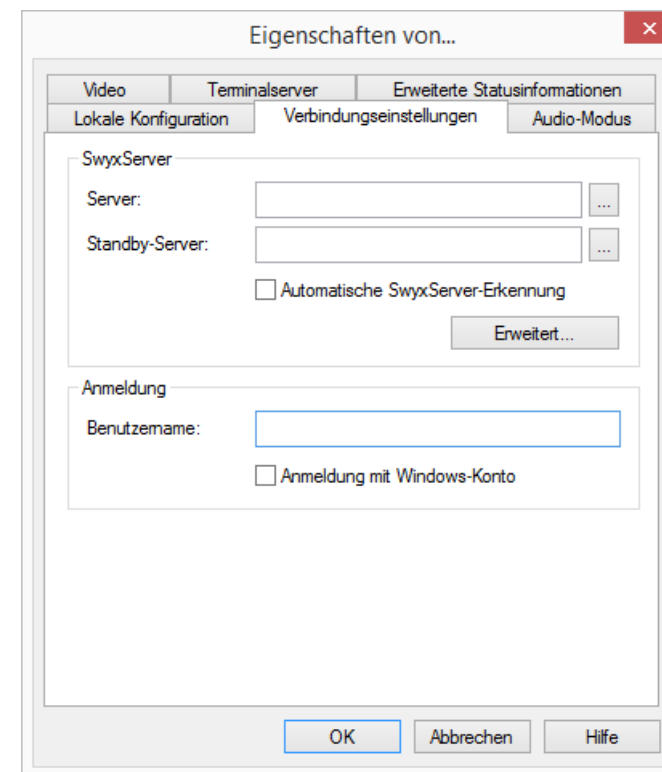 Eigenschaften von...
Video Terminalserver Erweiterte Statusinformationen
Lokale Konfiguration Verbindungseinstellungen Audio-Modus
SwyxServer
Server: ...
Standby-Server: ...
Automatische SwyxServer-Erkennung
Erweitert...
Anmeldung
Benutzername:
Anmeldung mit Windows-Konto
OK Abbrechen Hilfe